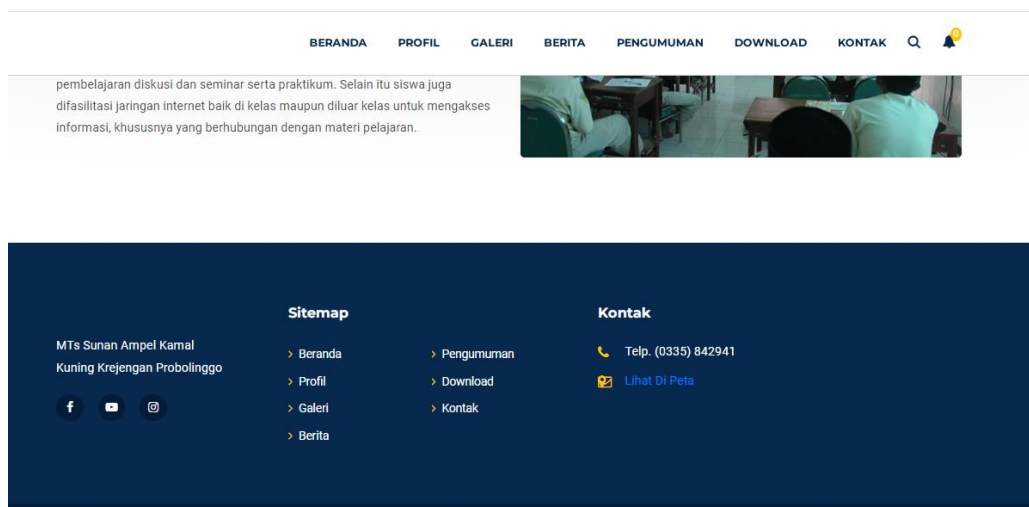 BERANDA PROFIL GALERI BERITA PENGUMUMAN DOWNLOAD KONTAK 0
pembelajaran diskusi dan seminar serta praktikum. Selain itu siswa juga
difasilitasi jaringan internet baik di kelas maupun diluar kelas untuk mengakses
informasi, khususnya yang berhubungan dengan materi pelajaran.
MTs Sunan Ampel Kamal
Kuning Krejengan Probolinggo
Sitemap
Beranda
Profil
Galeri
Berita
Pengumuman
Download
Kontak
Kontak
Telp. (0335) 842941
Lihat Di Peta